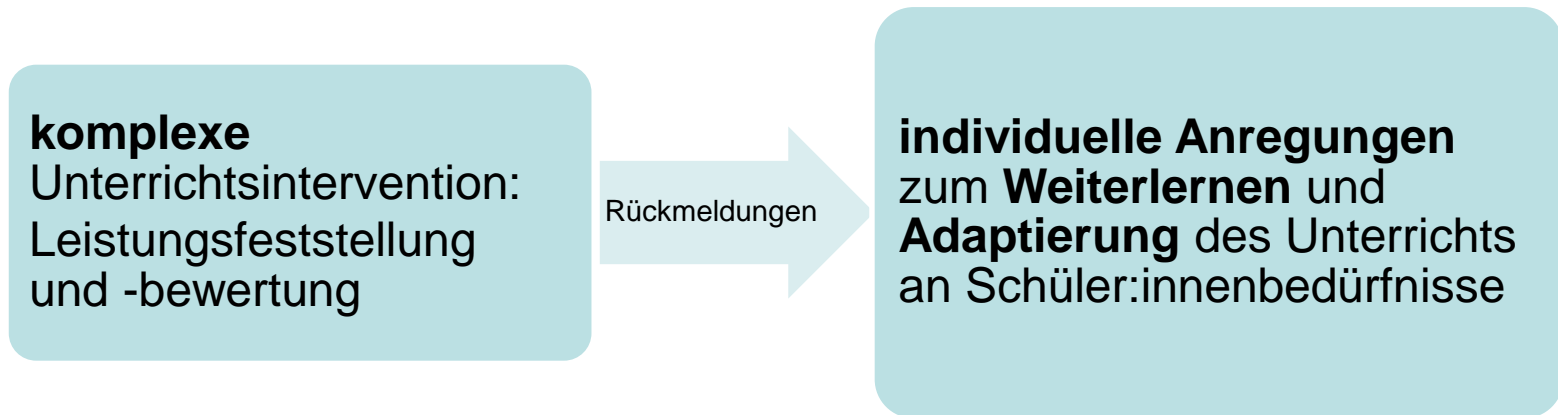 komplexe
Unterrichtsintervention:
Leistungsfeststellung
und -bewertung
Rückmeldungen
individuelle Anregungen
zum Weiterlernen und
Adaptierung des Unterrichts
an Schüler:innenbedürfnisse